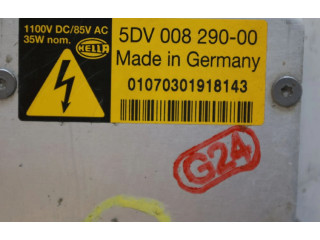 1100V DC/85V AC
35W nom.
HELLA
5DV 008 290-00
Made in Germany
01070301918143
G24